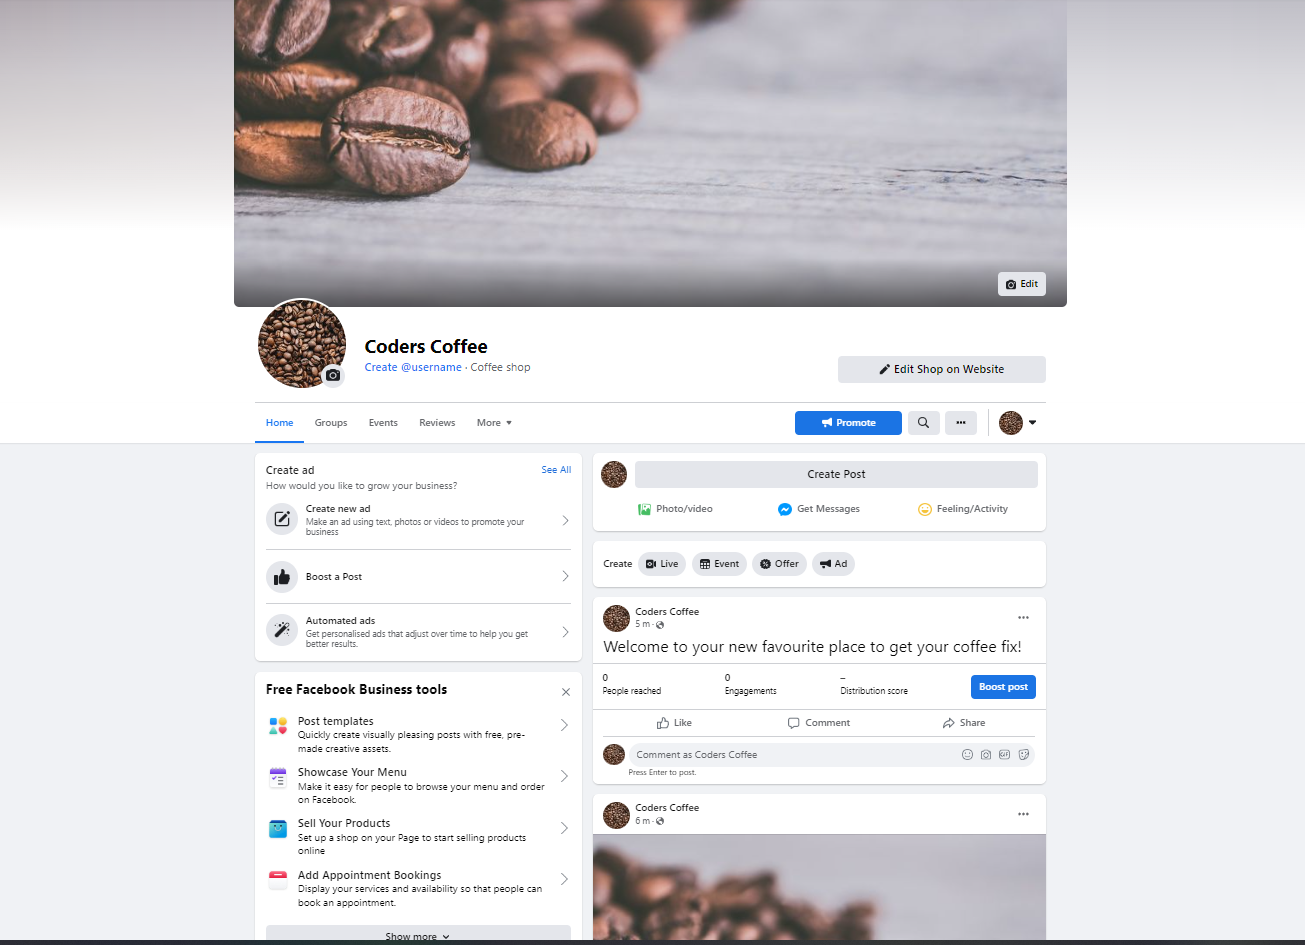 Edit
Coders Coffee
Create @username · Coffee shop
Edit Shop on Website
Home Groups Events Reviews More
Promote
Create ad See All
How would you like to grow your business?
Create new ad
Make an ad using text, photos or videos to promote your
business
Boost a Post
Automated ads
Get personalised ads that adjust over time to help you get
better results.
Free Facebook Business tools
Post templates
Quickly create visually pleasing posts with free, pre-
made creative assets.
Showcase Your Menu
Make it easy for people to browse your menu and order
on Facebook.
Sell Your Products
Set up a shop on your Page to start selling products
online
Add Appointment Bookings
Display your services and availability so that people can
book an appointment.
Show more
Create Post
Photo/video Get Messages Feeling/Activity
Create Live Event Offer Ad
Coders Coffee
5 m ·
Welcome to your new favourite place to get your coffee fix!
0 0 –
People reached Engagements Distribution score
Boost post
Like Comment Share
Comment as Coders Coffee
GIF
Press Enter to post.
Coders Coffee
6 m ·